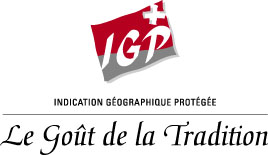 IGP
INDICATION GÉOGRAPHIQUE PROTÉGÉE
Le Goût de la Tradition